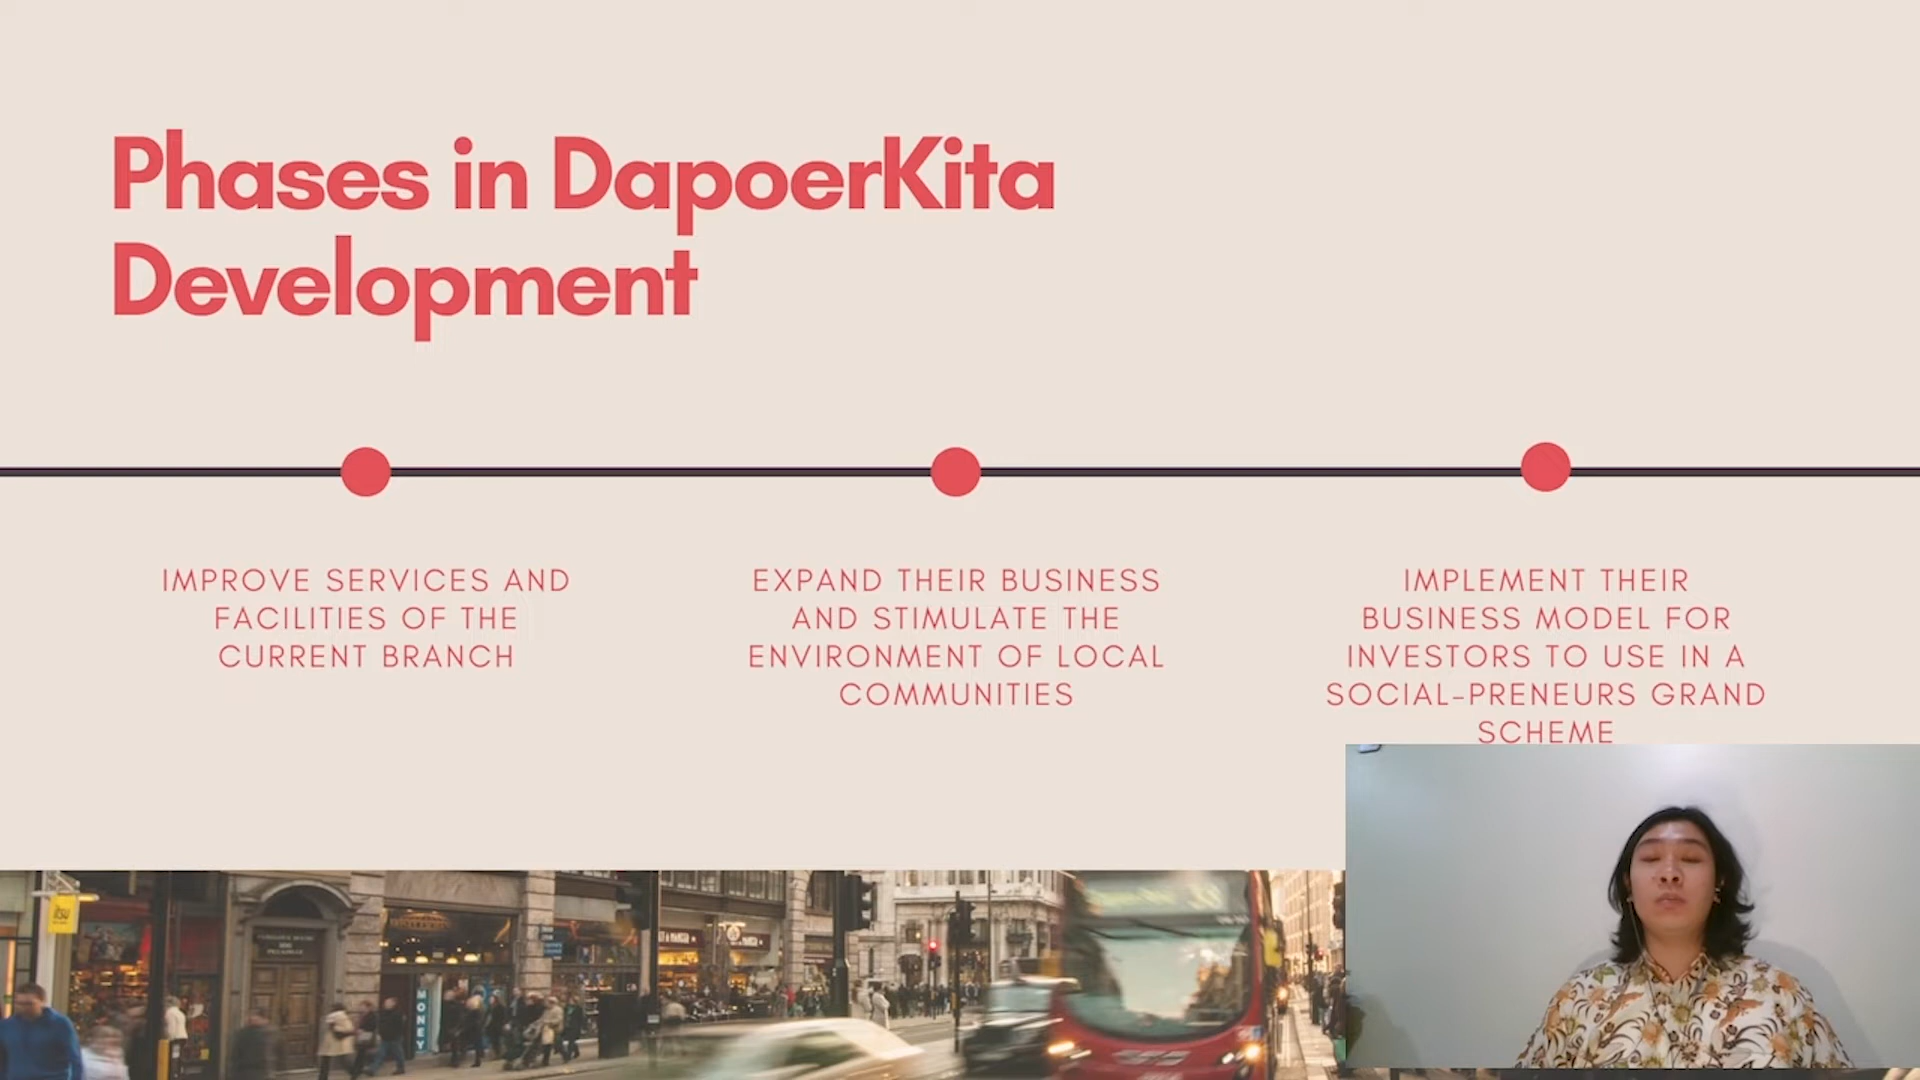 Phases in DapoerKita
Development
IMPROVE SERVICES AND
FACILITIES OF THE
CURRENT BRANCH
EXPAND THEIR BUSINESS
AND STIMULATE THE
ENVIRONMENT OF LOCAL
COMMUNITIES
IMPLEMENT THEIR
BUSINESS MODEL FOR
INVESTORS TO USE IN A
SOCIAL-PRENEURS GRAND
SCHEME
itsu
MONEY